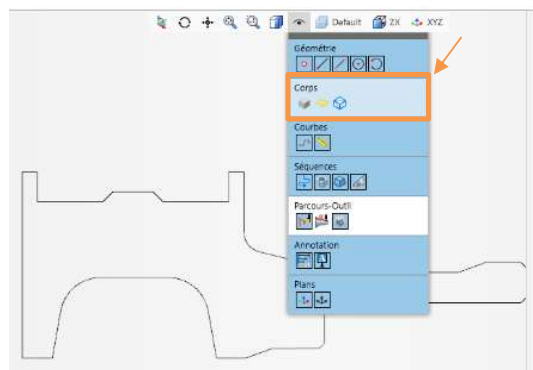 Default ZX XYZ
Géométrie
Corps
Courbes
Séquences
Parcours-Outil
Annotation
Plans